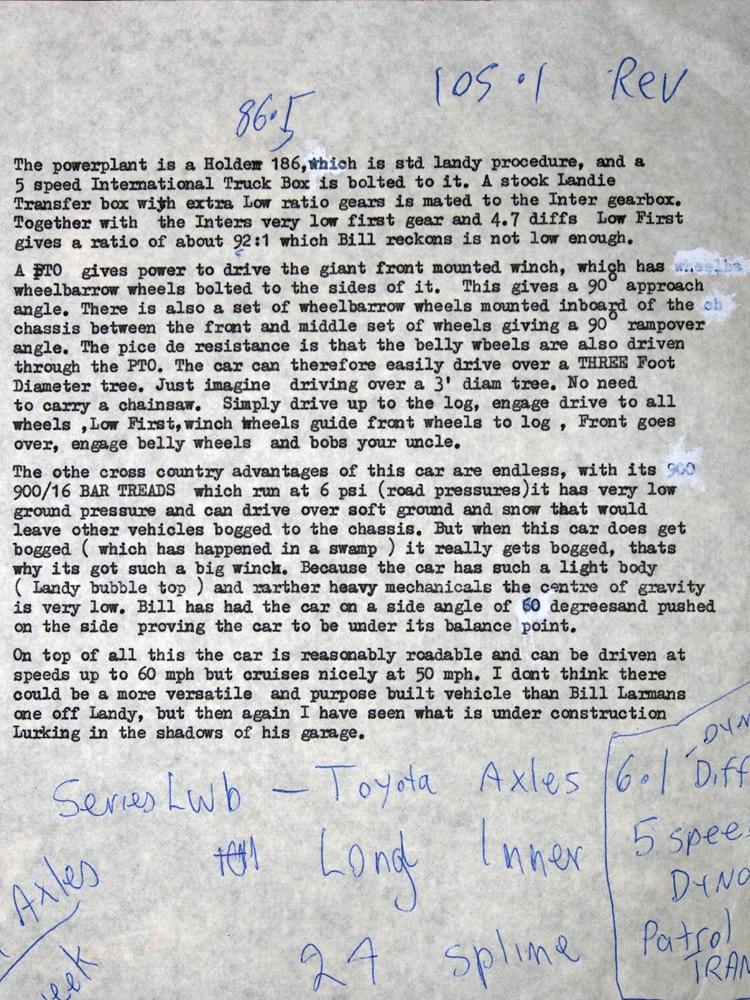 86.5
105.1 Rev
The powerplant is a Holden 186,which is std landy procedure, and a
5 speed International Truck Box is bolted to it. A stock Landie
Transfer box with extra Low ratio gears is mated to the Inter gearbox.
Together with the Inters very low first gear and 4.7 diffs Low First
gives a ratio of about 92:1 which Bill reckons is not low enough.
A PTO gives power to drive the giant front mounted winch, which has wheelba
wheelbarrow wheels bolted to the sides of it. This gives a 90° approach
angle. There is also a set of wheelbarrow wheels mounted inboard of the ch
chassis between the front and middle set of wheels giving a 90° rampover
angle. The pice de resistance is that the belly wbeels are also driven
through the PTO. The car can therefore easily drive over a THREE Foot
Diameter tree. Just imagine driving over a 3' diam tree. No need
to carry a chainsaw. Simply drive up to the log, engage drive to all
wheels ,Low First,winch wheels guide front wheels to log , Front goes
over, engage belly wheels and bobs your uncle.
The othe cross country advantages of this car are endless, with its 900
900/16 BAR TREADS which run at 6 psi (road pressures)it has very low
ground pressure and can drive over soft ground and snow that would
leave other vehicles bogged to the chassis. But when this car does get
bogged ( which has happened in a swamp ) it really gets bogged, thats
why its got such a big winck. Because the car has such a light body
( Landy bubble top ) and rarther heavy mechanicals the centre of gravity
is very low. Bill has had the car on a side angle of 60 degreesand pushed
on the side proving the car to be under its balance point.
On top of all this the car is reasonably roadable and can be driven at
speeds up to 60 mph but cruises nicely at 50 mph. I dont think there
could be a more versatile and purpose built vehicle than Bill Larmans
one off Landy, but then again I have seen what is under construction
Lurking in the shadows of his garage.
Series Lwb — Toyota Axles
Long Inner
24 spline
Axles
eek
- DYN
6.1 Diff
5 spee
DYNO
Patrol
TRAN